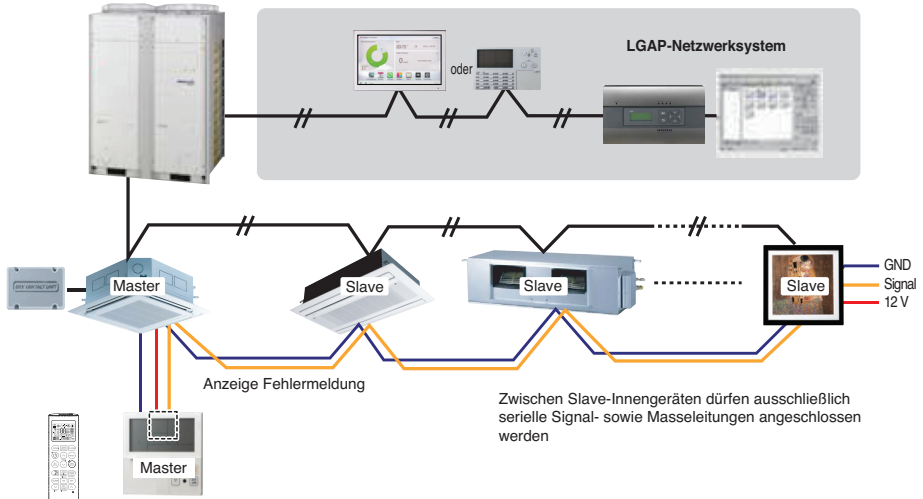 LGAP-Netzwerksystem
oder
Master
Slave
Slave
Slave
GND
Signal
12 V
Anzeige Fehlermeldung
Zwischen Slave-Innengeräten dürfen ausschließlich
serielle Signal- sowie Masseleitungen angeschlossen
werden
Master